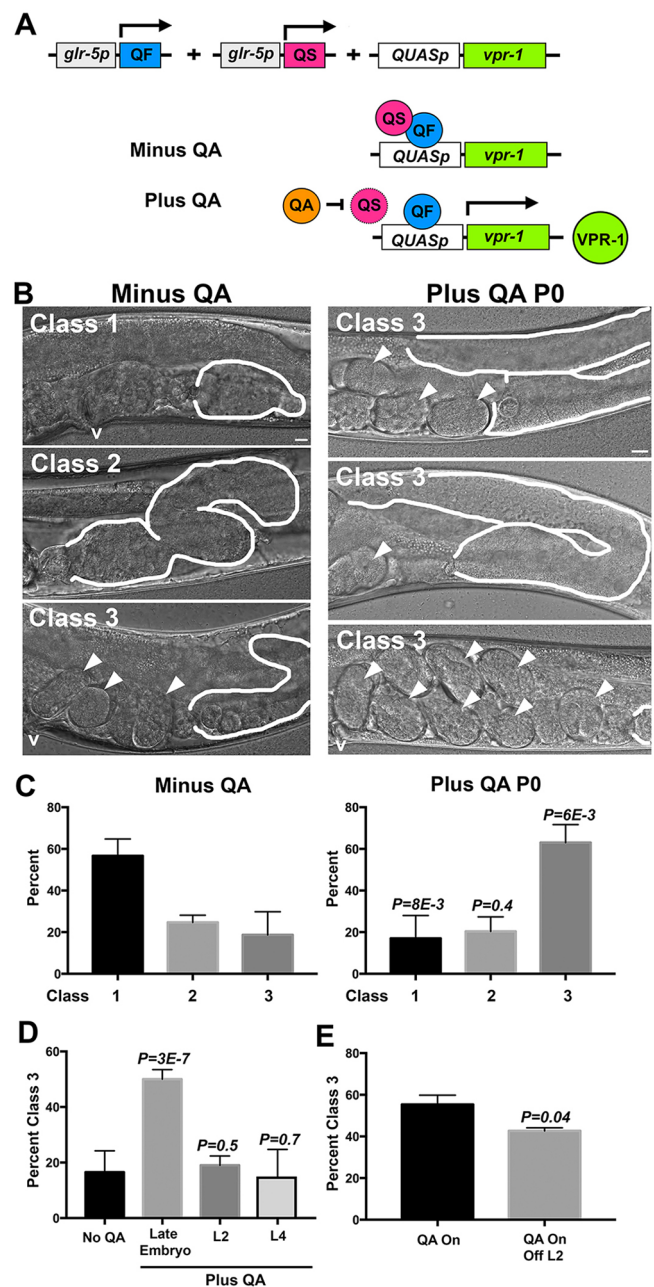 A
glr-5p QF + glr-5p QS + QUASp vpr-1
Minus QA
QS QF
QUASp vpr-1
Plus QA
QA QS QF
QUASp vpr-1 VPR-1
B
Minus QA Plus QA P0
Class 1
v
Class 2
Class 3
v
Class 3
Class 3
Class 3
v
C
Minus QA
Percent
80
60
40
20
0
Class 1 2 3
Plus QA P0
Percent
80
60
40
20
0
P=8E-3 P=0.4 P=6E-3
Class 1 2 3
D
Percent Class 3
60
40
20
0
P=3E-7
P=0.5 P=0.7
No QA Late Embryo L2 L4
Plus QA
E
Percent Class 3
80
60
40
20
0
P=0.04
QA On QA On
Off L2